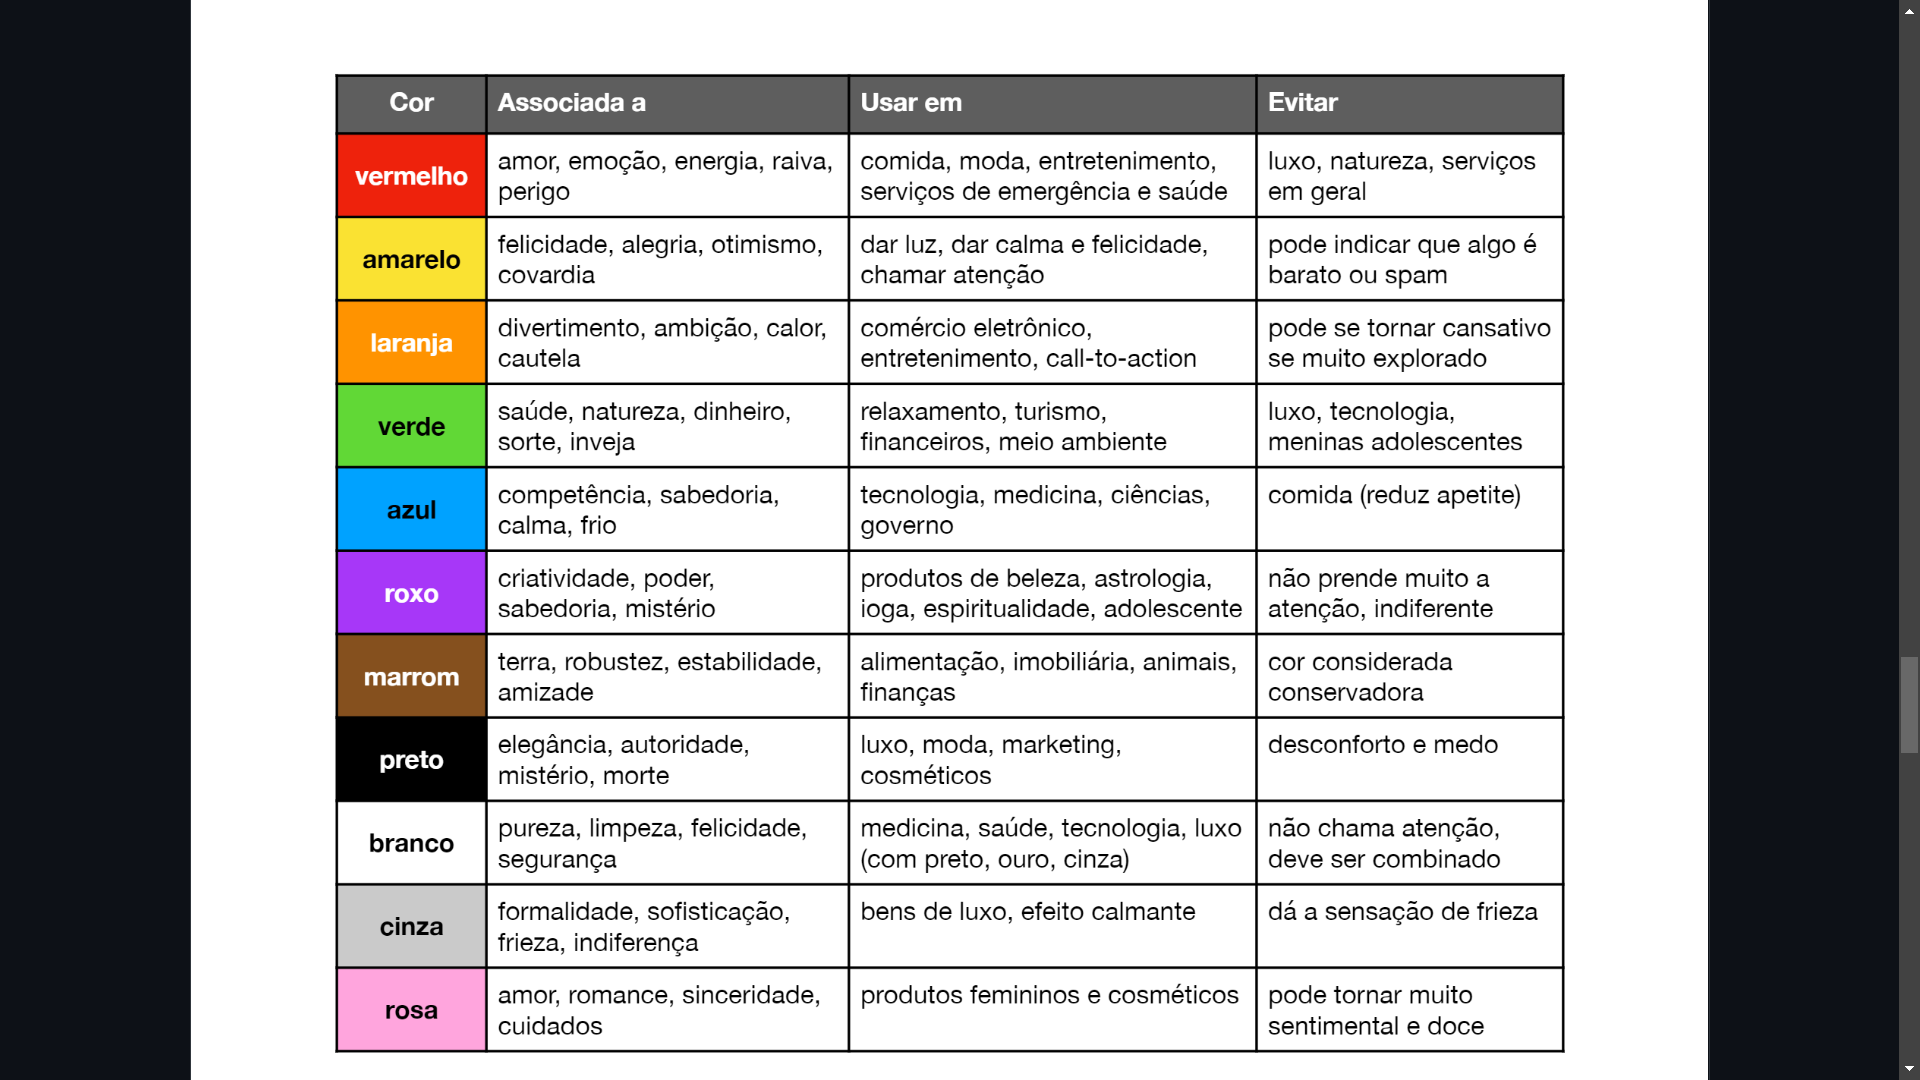 Cor Associada a Usar em Evitar
vermelho
amor, emoção, energia, raiva,
perigo
comida, moda, entretenimento,
serviços de emergência e saúde
luxo, natureza, serviços
em geral
amarelo
felicidade, alegria, otimismo,
covardia
dar luz, dar calma e felicidade,
chamar atenção
pode indicar que algo é
barato ou spam
laranja
divertimento, ambição, calor,
cautela
comércio eletrônico,
entretenimento, call-to-action
pode se tornar cansativo
se muito explorado
verde
saúde, natureza, dinheiro,
sorte, inveja
relaxamento, turismo,
financeiros, meio ambiente
luxo, tecnologia,
meninas adolescentes
azul
competência, sabedoria,
calma, frio
tecnologia, medicina, ciências,
governo
comida (reduz apetite)
roxo
criatividade, poder,
sabedoria, mistério
produtos de beleza, astrologia,
ioga, espiritualidade, adolescente
não prende muito a
atenção, indiferente
marrom
terra, robustez, estabilidade,
amizade
alimentação, imobiliária, animais,
finanças
cor considerada
conservadora
preto
elegância, autoridade,
mistério, morte
luxo, moda, marketing,
cosméticos
desconforto e medo
branco
pureza, limpeza, felicidade,
segurança
medicina, saúde, tecnologia, luxo
(com preto, ouro, cinza)
não chama atenção,
deve ser combinado
cinza
formalidade, sofisticação,
frieza, indiferença
bens de luxo, efeito calmante
dá a sensação de frieza
rosa
amor, romance, sinceridade,
cuidados
produtos femininos e cosméticos
pode tornar muito
sentimental e doce